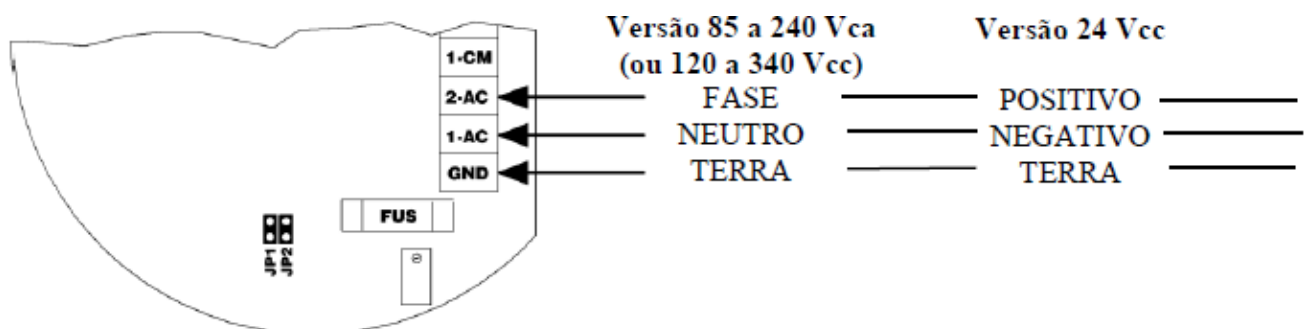 Versão 85 a 240 Vca Versão 24 Vcc
(ou 120 a 340 Vcc)
1-CM
2-AC FASE POSITIVO
1-AC NEUTRO NEGATIVO
GND TERRA TERRA
FUS
JP1
JP2